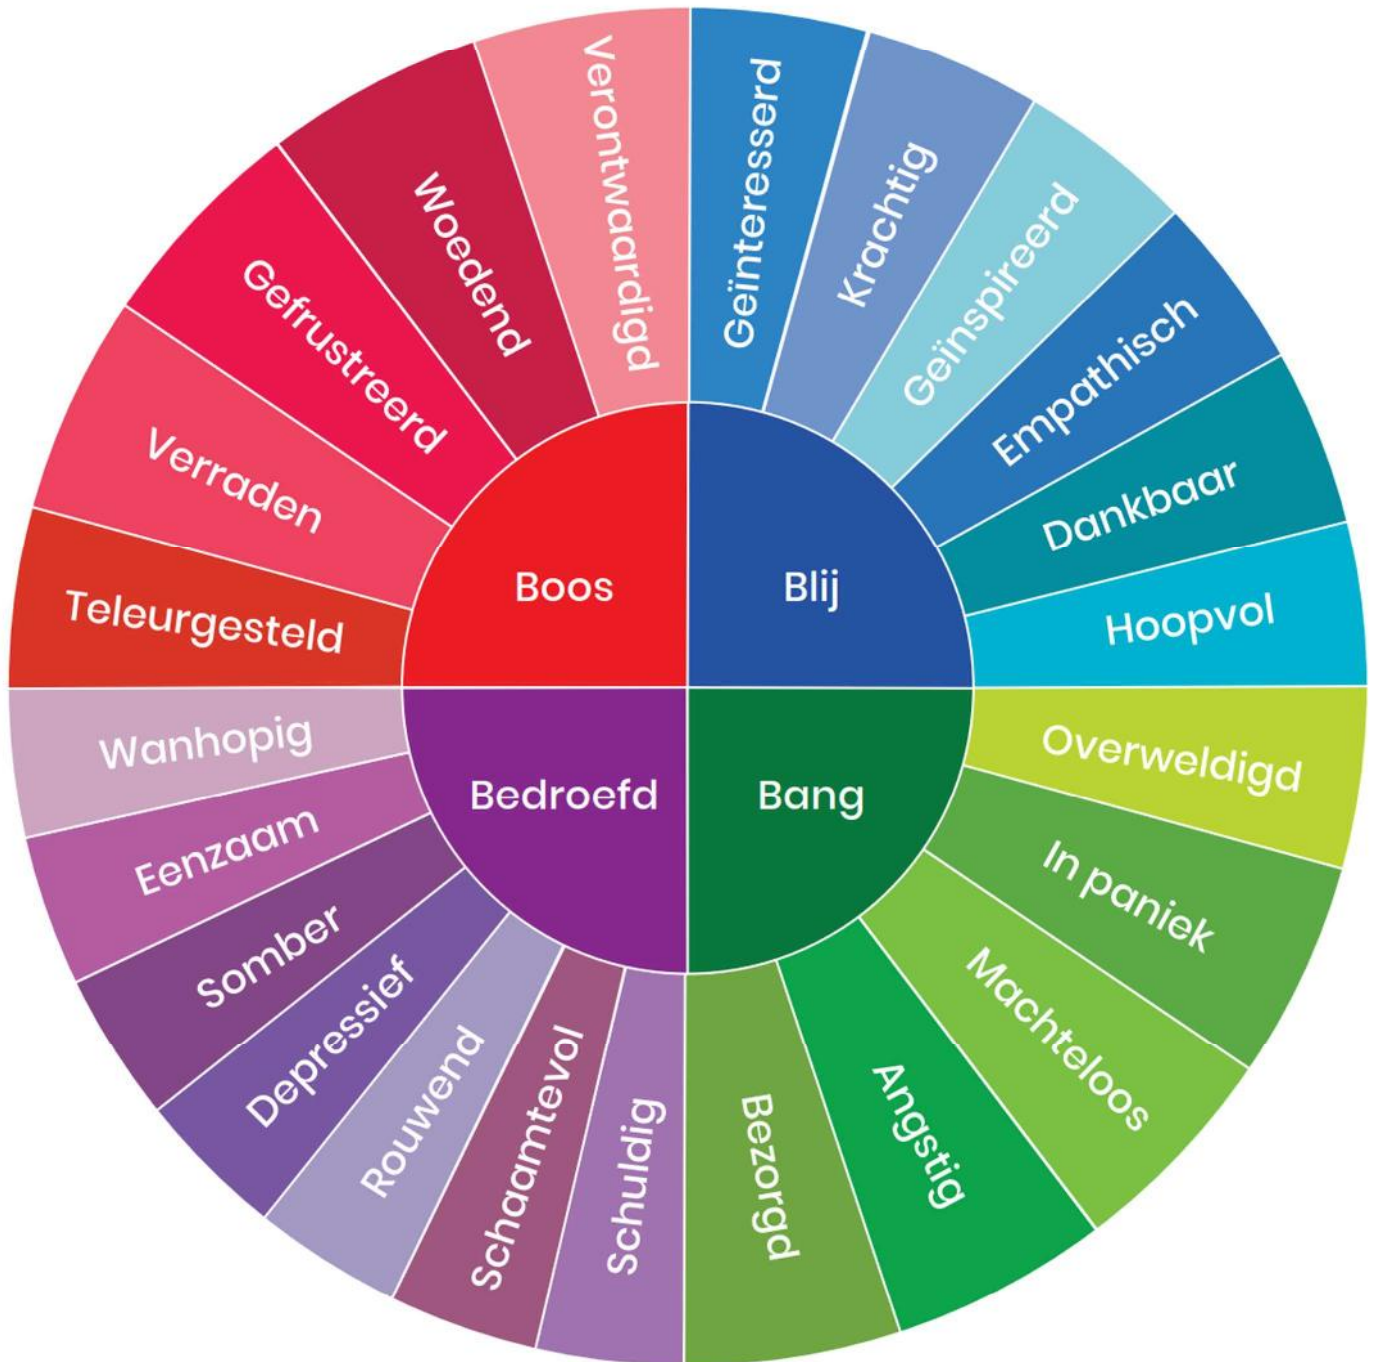 Boos
Blij
Bedroefd
Bang
Geïnteresserd
Krachtig
Geïnspireerd
Empathisch
Dankbaar
Hoopvol
Overweldigd
In paniek
Machteloos
Angstig
Bezorgd
Schuldig
Schaamtevol
Rouwend
Depressief
Somber
Eenzaam
Wanhopig
Teleurgesteld
Verraden
Gefrustreerd
Woedend
Verontwaardigd